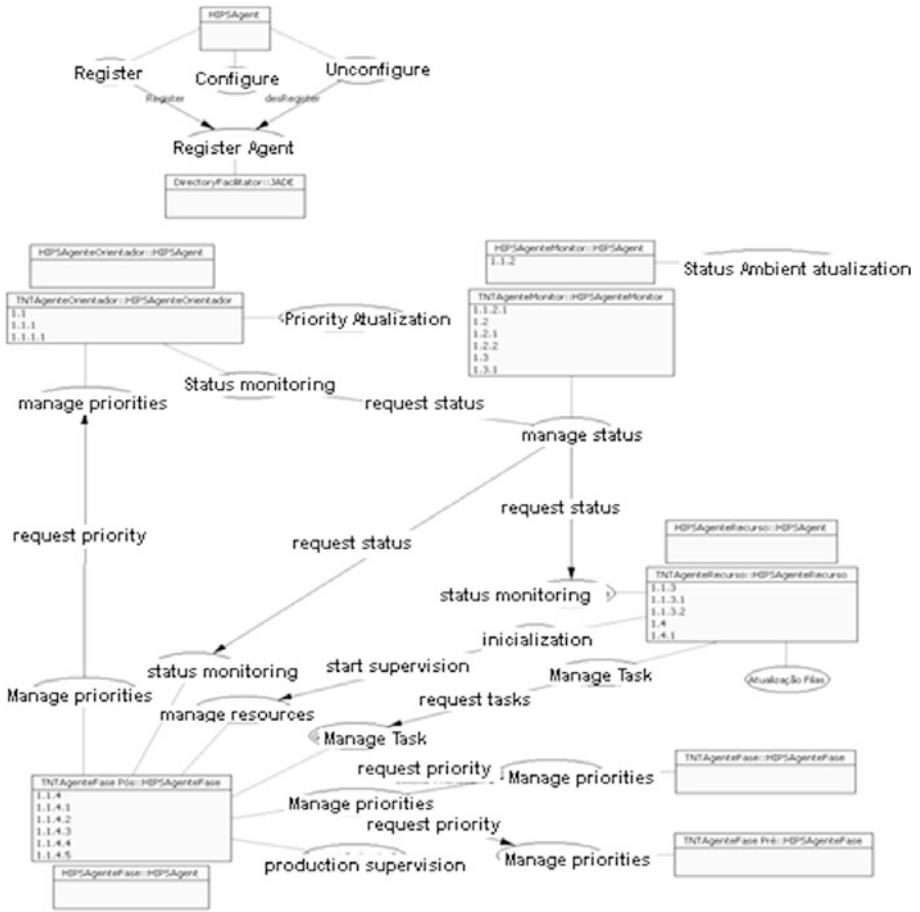 HIPSAgent
Register
Configure
Unconfigure
Register
desRegister
Register Agent
DirectoryFacilitator::JADE
HIPSAgenteOrientador::HIPSAgent
TNTAgenteOrientador::HIPSAgenteOrientador
1.1
1.1.1
1.1.1.1
Priority Atualization
HIPSAgenteMonitor::HIPSAgent
1.1.2
Status Ambient atualization
TNTAgenteMonitor::HIPSAgenteMonitor
1.1.2.1
1.2
1.2.1
1.2.2
1.3
1.3.1
Status monitoring
manage priorities
request status
manage status
request priority
request status
request status
HIPSAgenteRecurso::HIPSAgent
TNTAgenteRecurso::HIPSAgenteRecurso
1.1.3
1.1.3.1
1.1.3.2
1.4
1.4.1
status monitoring
inicialization
status monitoring
start supervision
Manage Task
Atualização Filas
Manage priorities
manage resources
request tasks
Manage Task
TNTAgenteFase Pós::HIPSAgenteFase
1.1.4
1.1.4.1
1.1.4.2
1.1.4.3
1.1.4.4
1.1.4.5
request priority
Manage priorities
TNTAgenteFase::HIPSAgenteFase
Manage priorities
request priority
TNTAgenteFase Pré::HIPSAgenteFase
production supervision
Manage priorities
HIPSAgenteFase::HIPSAgent